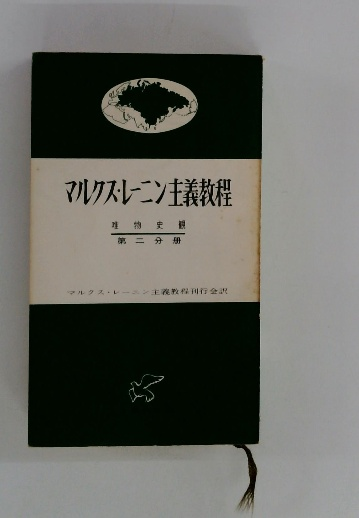 マルクス・レーニン主義教程
唯物史観
第二分册
マルクス・レーニン主義教程刊行会訳